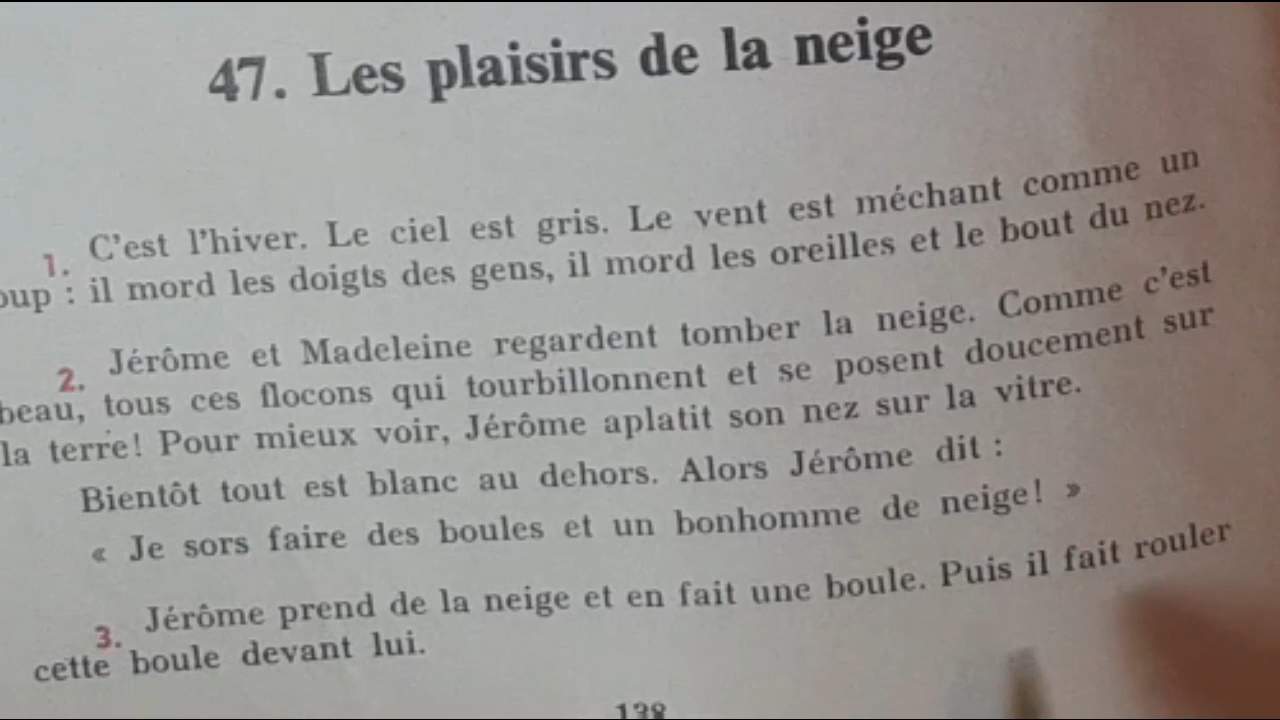 47. Les plaisirs de la neige
1. C'est l'hiver. Le ciel est gris. Le vent est méchant comme un
oup : il mord les doigts des gens, il mord les oreilles et le bout du nez.
2. Jérôme et Madeleine regardent tomber la neige. Comme c'est
beau, tous ces flocons qui tourbillonnent et se posent doucement sur
la terre! Pour mieux voir, Jérôme aplatit son nez sur la vitre.
Bientôt tout est blanc au dehors. Alors Jérôme dit :
« Je sors faire des boules et un bonhomme de neige! »
3. Jérôme prend de la neige et en fait une boule. Puis il fait rouler
cette boule devant lui.
138